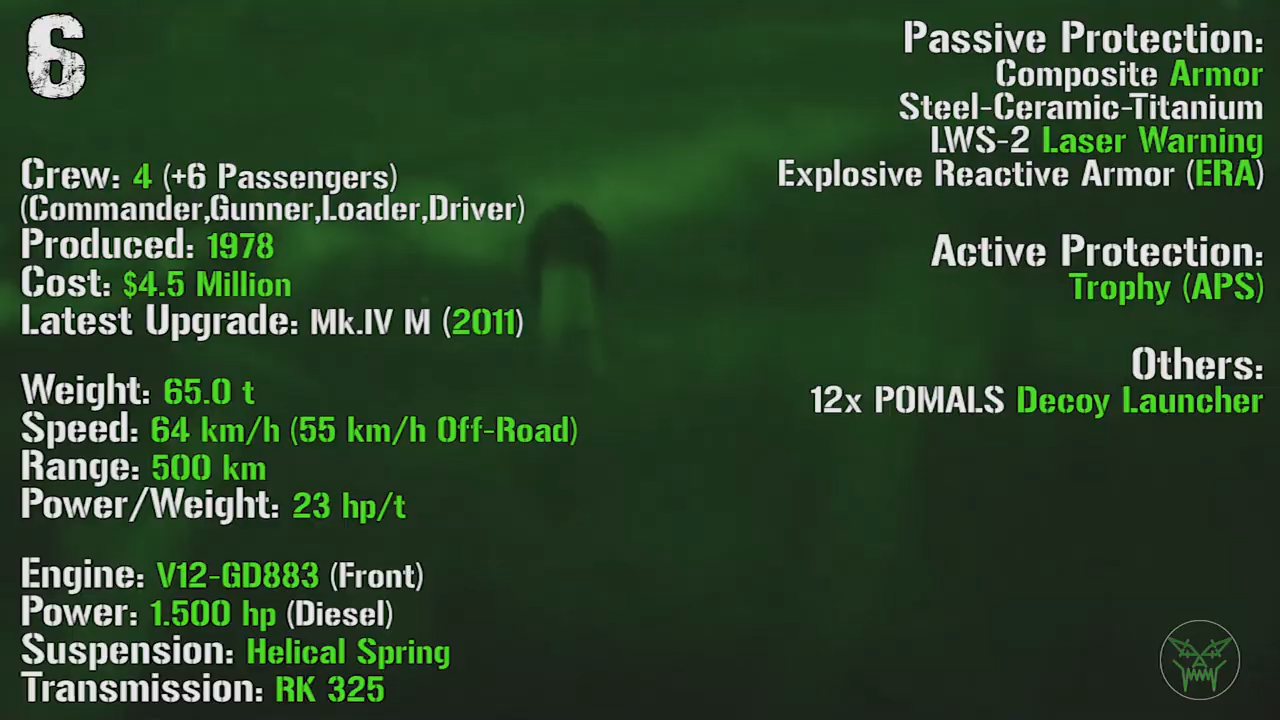 6
Crew: 4 (+6 Passengers)
(Commander,Gunner,Loader,Driver)
Produced: 1978
Cost: $4.5 Million
Latest Upgrade: Mk.IV M (2011)
Weight: 65.0 t
Speed: 64 km/h (55 km/h Off-Road)
Range: 500 km
Power/Weight: 23 hp/t
Engine: V12-GD883 (Front)
Power: 1.500 hp (Diesel)
Suspension: Helical Spring
Transmission: RK 325
Passive Protection:
Composite Armor
Steel-Ceramic-Titanium
LWS-2 Laser Warning
Explosive Reactive Armor (ERA)
Active Protection:
Trophy (APS)
Others:
12x POMALS Decoy Launcher